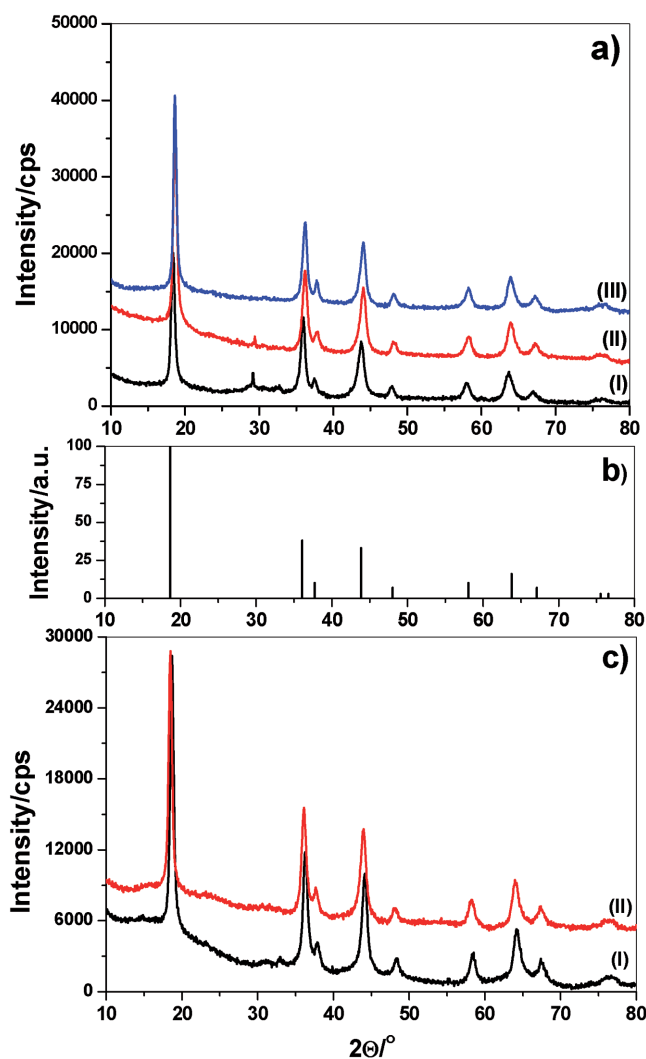 a)
50000
40000
30000
20000
10000
0
Intensity/cps
(III)
(II)
(I)
10 20 30 40 50 60 70 80
b)
100
75
50
25
0
Intensity/a.u.
10 20 30 40 50 60 70 80
c)
30000
24000
18000
12000
6000
0
Intensity/cps
(II)
(I)
10 20 30 40 50 60 70 80
2Θ/°